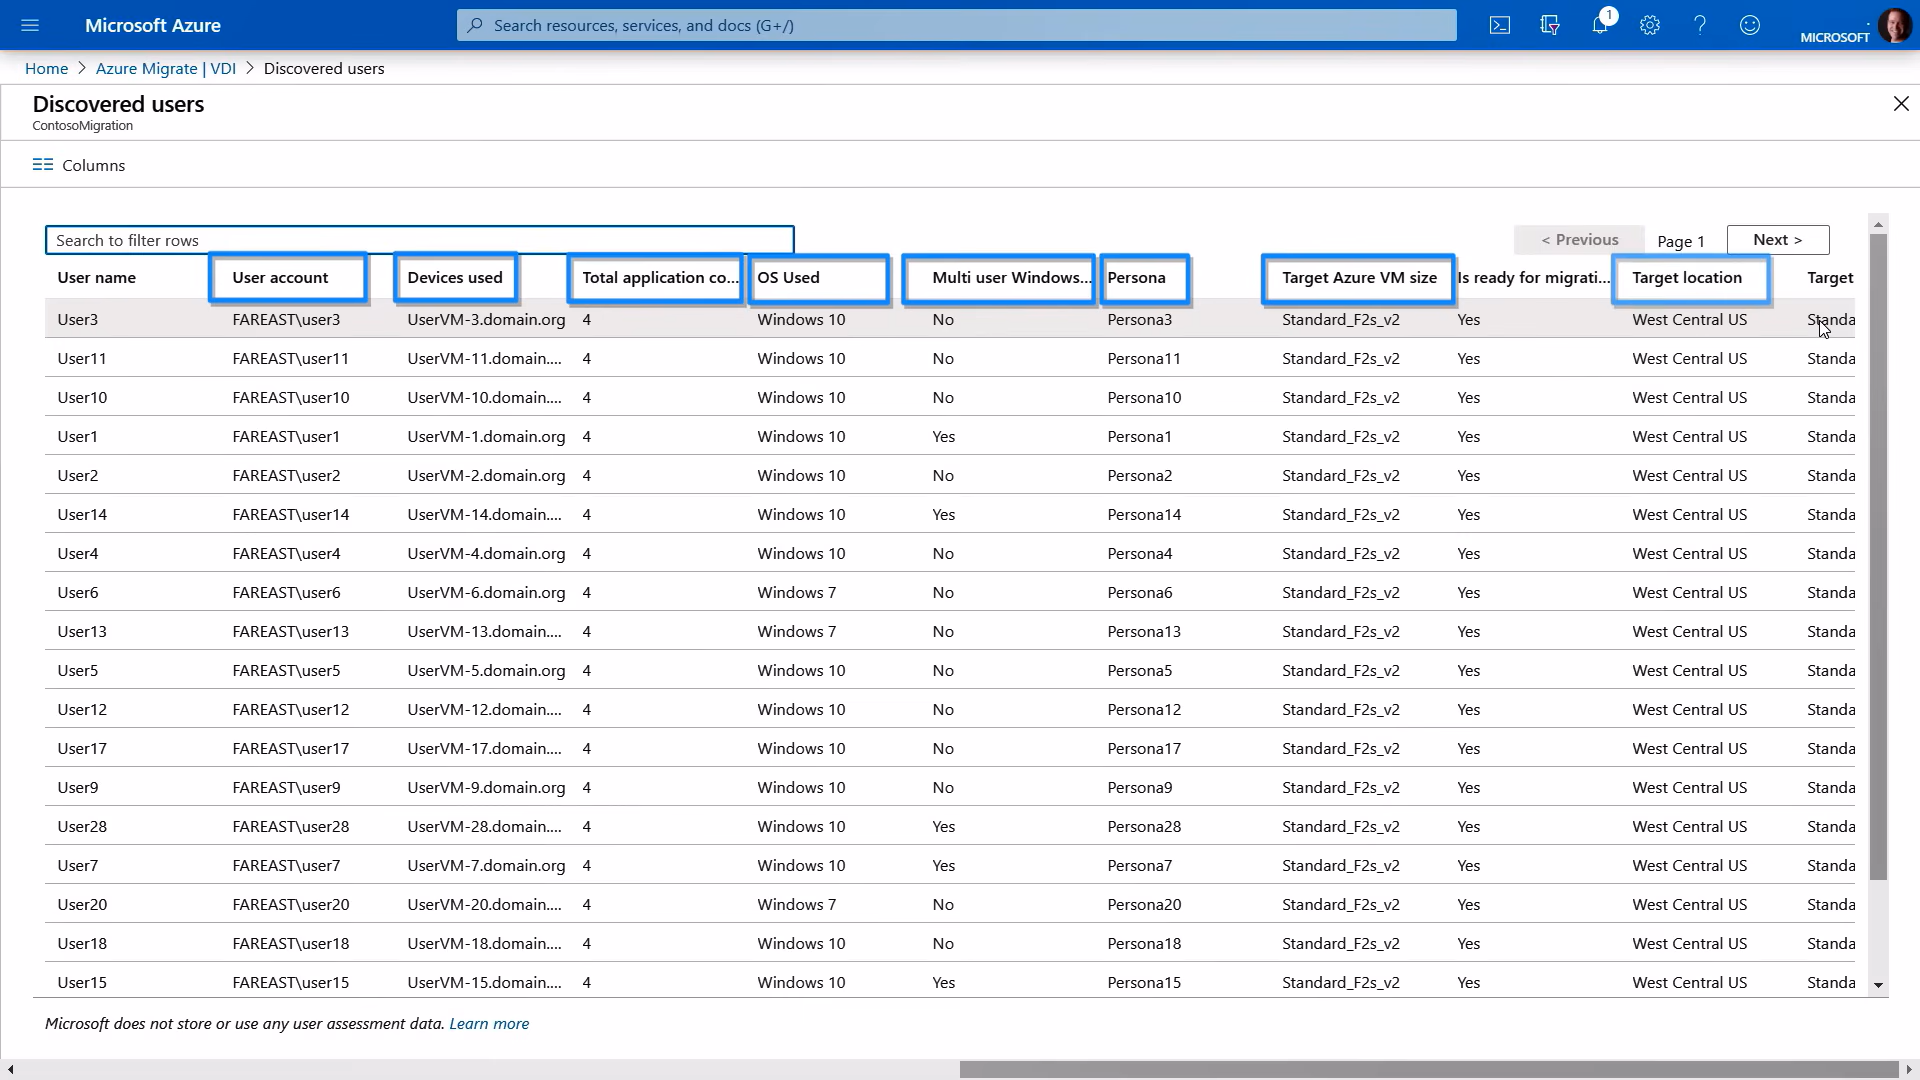 Microsoft Azure
Search resources, services, and docs (G+/)
1
MICROSOFT
Home > Azure Migrate | VDI > Discovered users
Discovered users
ContosoMigration
Columns
Search to filter rows
< Previous Page 1 Next >
User name User account Devices used Total application co... OS Used Multi user Windows... Persona Target Azure VM size Is ready for migrati... Target location Target
User3 FAREAST\user3 UserVM-3.domain.org 4 Windows 10 No Persona3 Standard_F2s_v2 Yes West Central US Standa
User11 FAREAST\user11 UserVM-11.domain.... 4 Windows 10 No Persona11 Standard_F2s_v2 Yes West Central US Standa
User10 FAREAST\user10 UserVM-10.domain.... 4 Windows 10 No Persona10 Standard_F2s_v2 Yes West Central US Standa
User1 FAREAST\user1 UserVM-1.domain.org 4 Windows 10 Yes Persona1 Standard_F2s_v2 Yes West Central US Standa
User2 FAREAST\user2 UserVM-2.domain.org 4 Windows 10 No Persona2 Standard_F2s_v2 Yes West Central US Standa
User14 FAREAST\user14 UserVM-14.domain.... 4 Windows 10 Yes Persona14 Standard_F2s_v2 Yes West Central US Standa
User4 FAREAST\user4 UserVM-4.domain.org 4 Windows 10 No Persona4 Standard_F2s_v2 Yes West Central US Standa
User6 FAREAST\user6 UserVM-6.domain.org 4 Windows 7 No Persona6 Standard_F2s_v2 Yes West Central US Standa
User13 FAREAST\user13 UserVM-13.domain.... 4 Windows 7 No Persona13 Standard_F2s_v2 Yes West Central US Standa
User5 FAREAST\user5 UserVM-5.domain.org 4 Windows 10 No Persona5 Standard_F2s_v2 Yes West Central US Standa
User12 FAREAST\user12 UserVM-12.domain.... 4 Windows 10 No Persona12 Standard_F2s_v2 Yes West Central US Standa
User17 FAREAST\user17 UserVM-17.domain.... 4 Windows 10 No Persona17 Standard_F2s_v2 Yes West Central US Standa
User9 FAREAST\user9 UserVM-9.domain.org 4 Windows 10 No Persona9 Standard_F2s_v2 Yes West Central US Standa
User28 FAREAST\user28 UserVM-28.domain.... 4 Windows 10 Yes Persona28 Standard_F2s_v2 Yes West Central US Standa
User7 FAREAST\user7 UserVM-7.domain.org 4 Windows 10 Yes Persona7 Standard_F2s_v2 Yes West Central US Standa
User20 FAREAST\user20 UserVM-20.domain.... 4 Windows 7 No Persona20 Standard_F2s_v2 Yes West Central US Standa
User18 FAREAST\user18 UserVM-18.domain.... 4 Windows 10 No Persona18 Standard_F2s_v2 Yes West Central US Standa
User15 FAREAST\user15 UserVM-15.domain.... 4 Windows 10 Yes Persona15 Standard_F2s_v2 Yes West Central US Standa
Microsoft does not store or use any user assessment data. Learn more